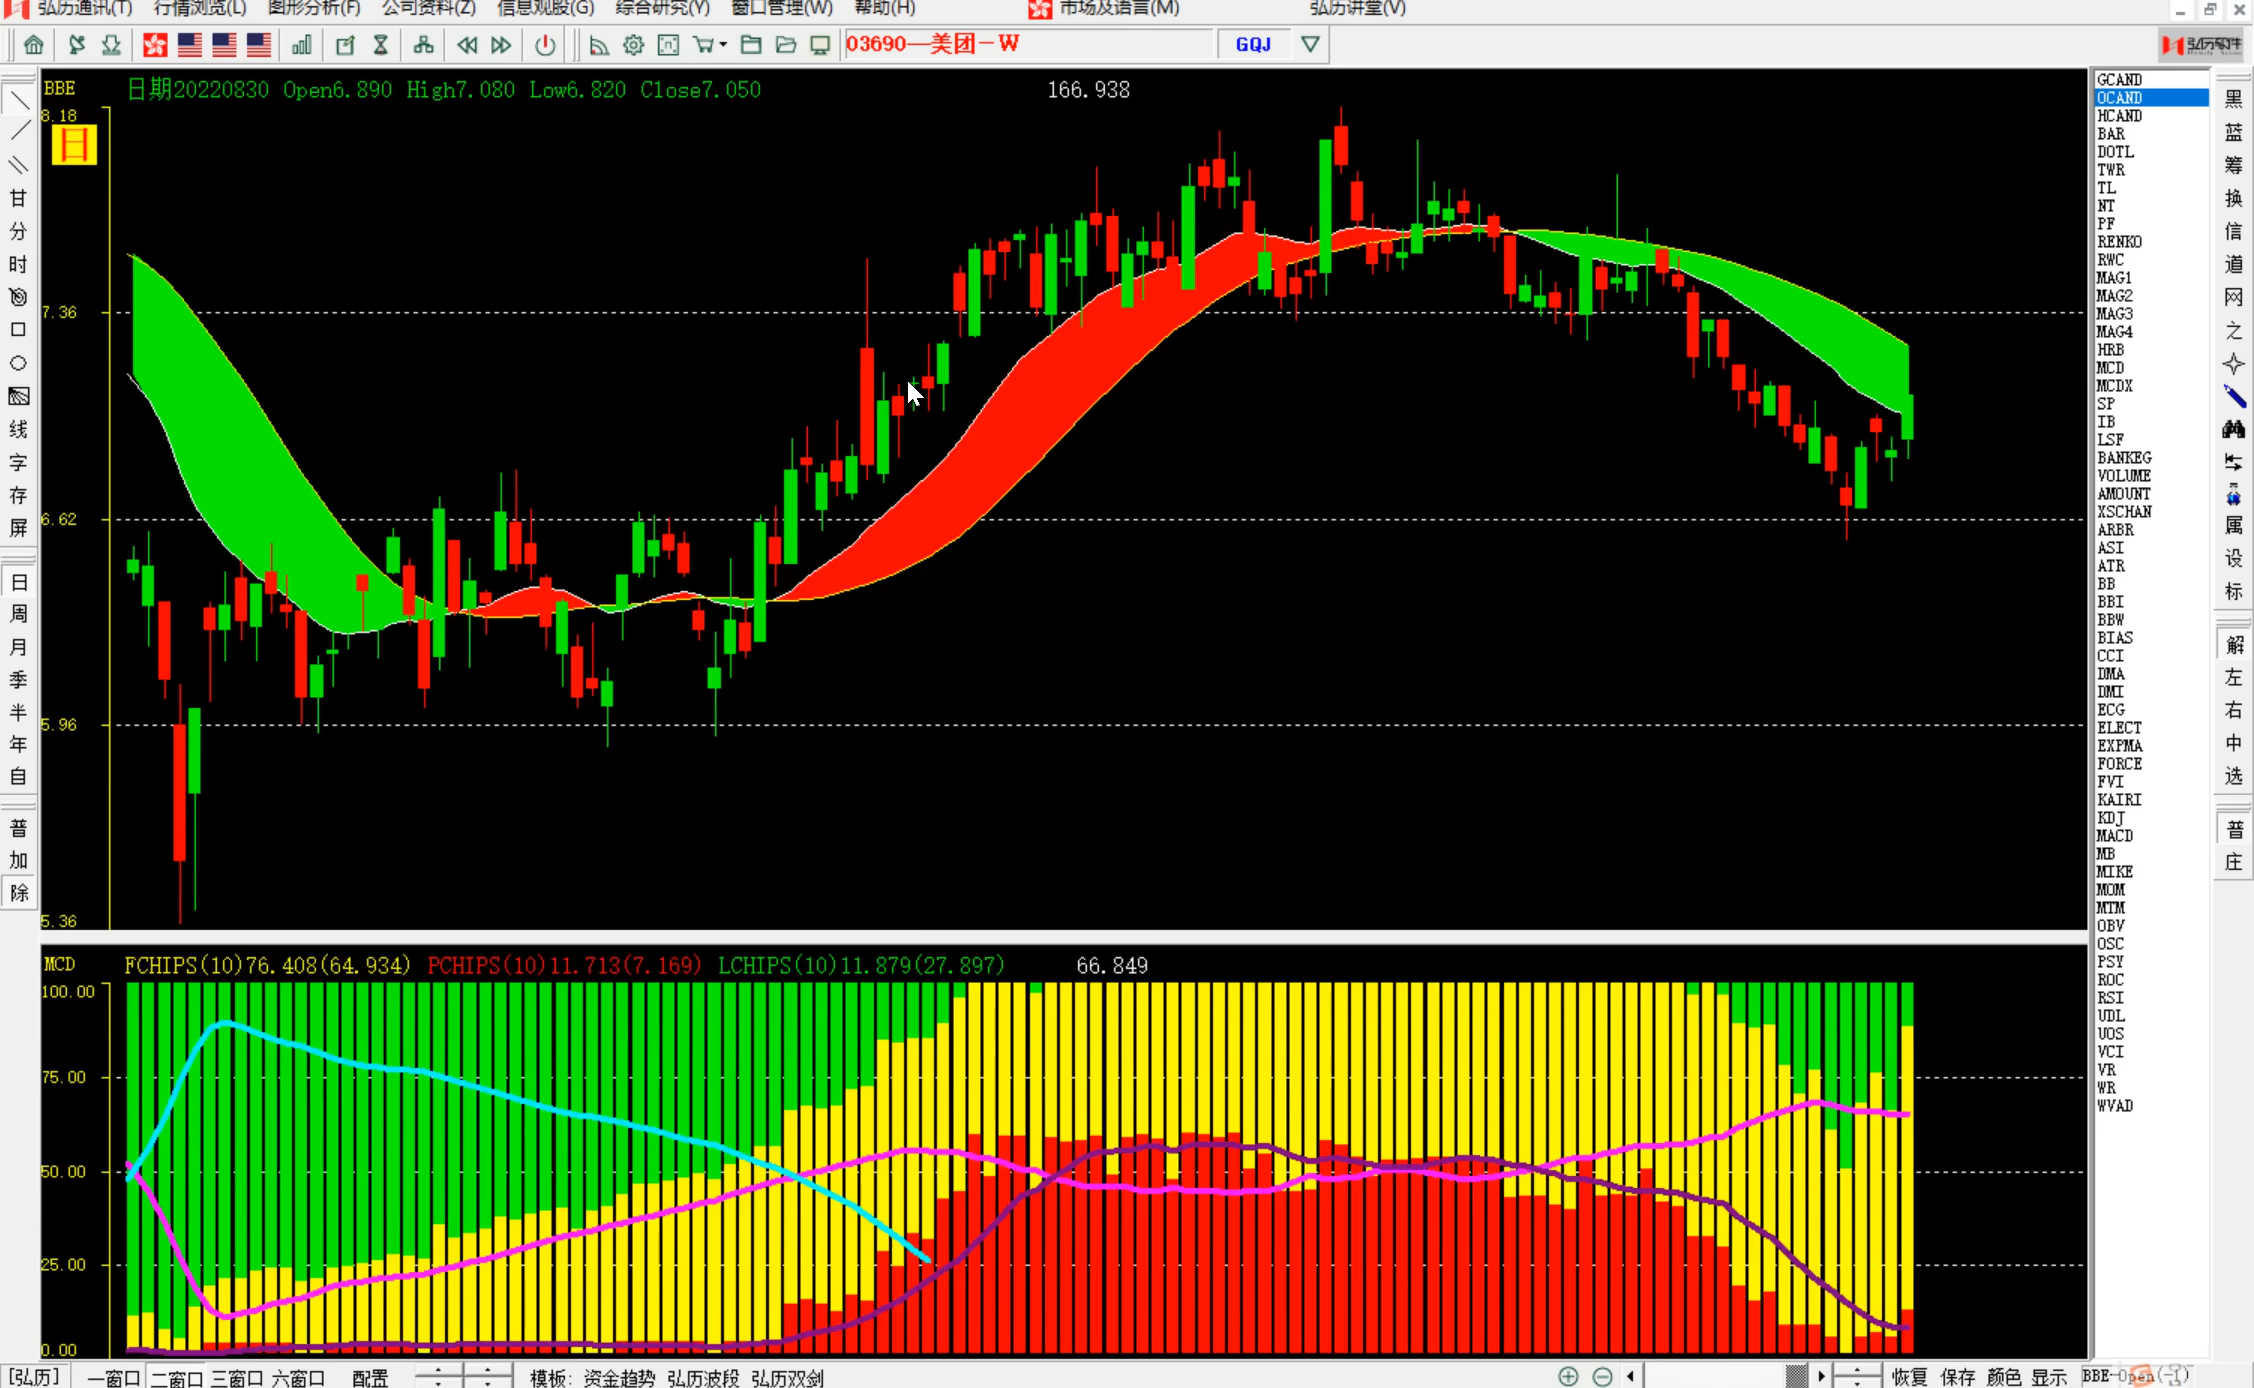 弘历通讯(T) 行情浏览(L) 图形分析(F) 公司资料(Z) 信息观股(G) 综合研究(Y) 窗口管理(W) 帮助(H) 市场及语言(M) 弘历讲堂(V)
03690—美团－W GQJ 弘历软件
BBE 日期20220830 Open6.890 High7.080 Low6.820 Close7.050 166.938
8.18
日
7.36
6.62
5.96
5.36
MCD FCHIPS(10)76.408(64.934) PCHIPS(10)11.713(7.169) LCHIPS(10)11.879(27.897) 66.849
100.00
75.00
50.00
25.00
0.00
甘
分
时
线
字
存
屏
日
周
月
季
半
年
自
普
加
除
GCAND
OCAND
HCAND
BAR
DOTL
TWR
TL
NT
PF
RENKO
RWC
MAG1
MAG2
MAG3
MAG4
HRB
MCD
MCDX
SP
IB
LSF
BANKEG
VOLUME
AMOUNT
XSCHAN
ARBR
ASI
ATR
BB
BBI
BBW
BIAS
CCI
DMA
DMI
ECG
ELECT
EXPMA
FORCE
FVI
KAIRI
KDJ
MACD
MB
MIKE
MOM
MTM
OBV
OSC
PSY
ROC
RSI
UDL
UOS
VCI
VR
WR
WVAD
黑
蓝
筹
换
信
道
网
之
属
设
标
解
左
右
中
选
普
庄
[弘历] 一窗口 二窗口 三窗口 六窗口 配置 模板: 资金趋势 弘历波段 弘历双剑 恢复 保存 颜色 显示